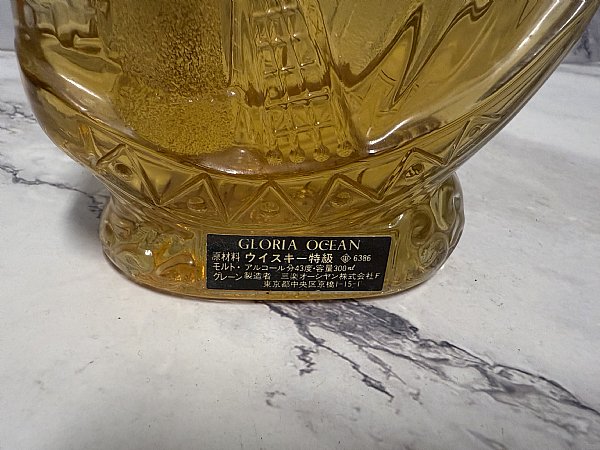 GLORIA OCEAN
原材料 ウイスキー特級 6386
モルト・アルコール分43度・容量300㎖
グレーン製造者 三楽オーシャン株式会社F
東京都中央区京橋1-15-1